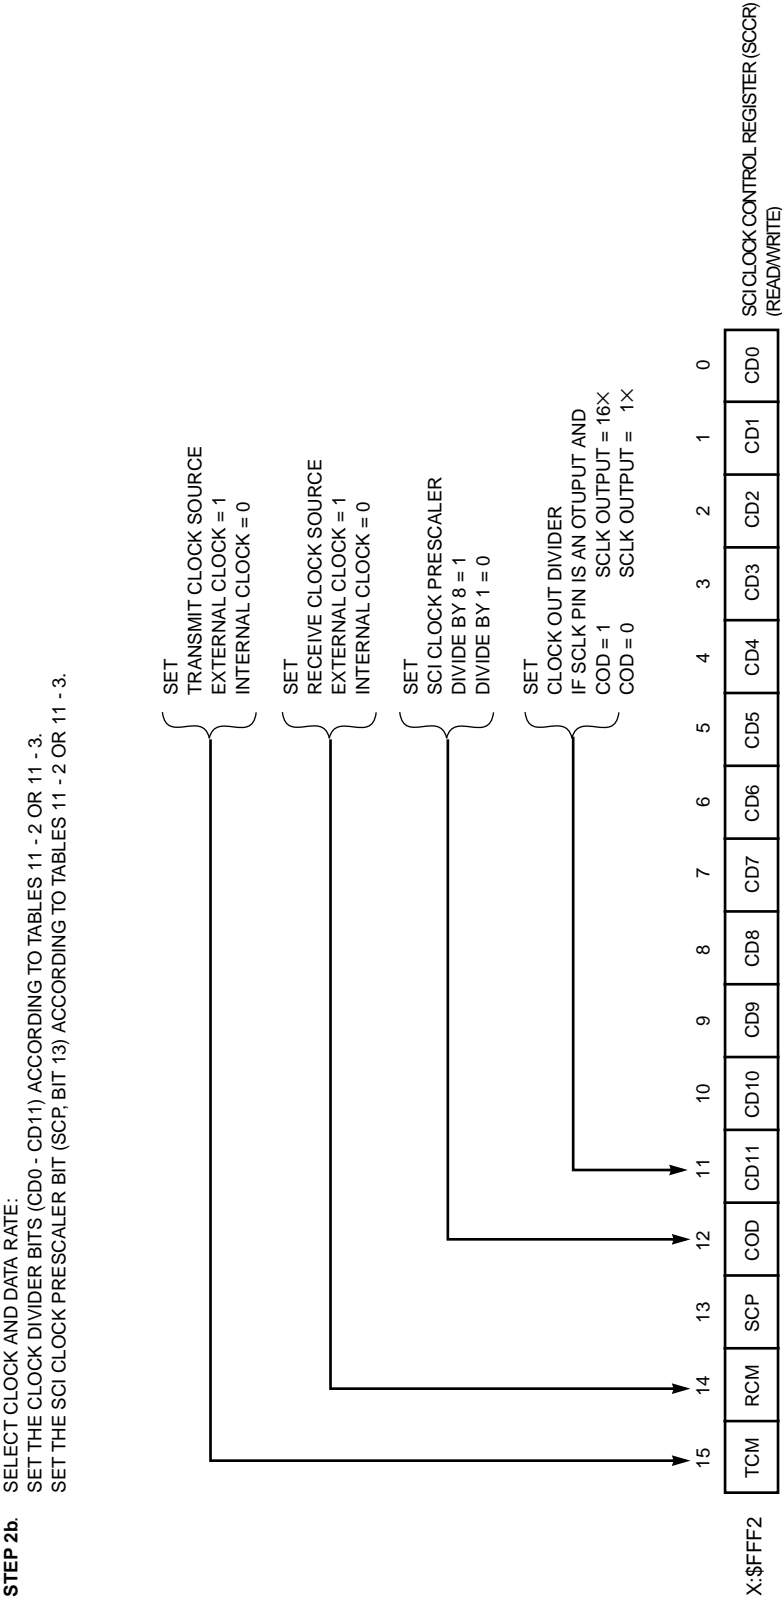 STEP 2b. SELECT CLOCK AND DATA RATE:
SET THE CLOCK DIVIDER BITS (CD0 - CD11) ACCORDING TO TABLES 11 - 2 OR 11 - 3.
SET THE SCI CLOCK PRESCALER BIT (SCP, BIT 13) ACCORDING TO TABLES 11 - 2 OR 11 - 3.
SET
TRANSMIT CLOCK SOURCE
EXTERNAL CLOCK = 1
INTERNAL CLOCK = 0
SET
RECEIVE CLOCK SOURCE
EXTERNAL CLOCK = 1
INTERNAL CLOCK = 0
SET
SCI CLOCK PRESCALER
DIVIDE BY 8 = 1
DIVIDE BY 1 = 0
SET
CLOCK OUT DIVIDER
IF SCLK PIN IS AN OTUPUT AND
COD = 1 SCLK OUTPUT = 16×
COD = 0 SCLK OUTPUT = 1×
15 14 13 12 11 10 9 8 7 6 5 4 3 2 1 0
X:$FFF2 TCM RCM SCP COD CD11 CD10 CD9 CD8 CD7 CD6 CD5 CD4 CD3 CD2 CD1 CD0 SCI CLOCK CONTROL REGISTER (SCCR)
(READ/WRITE)